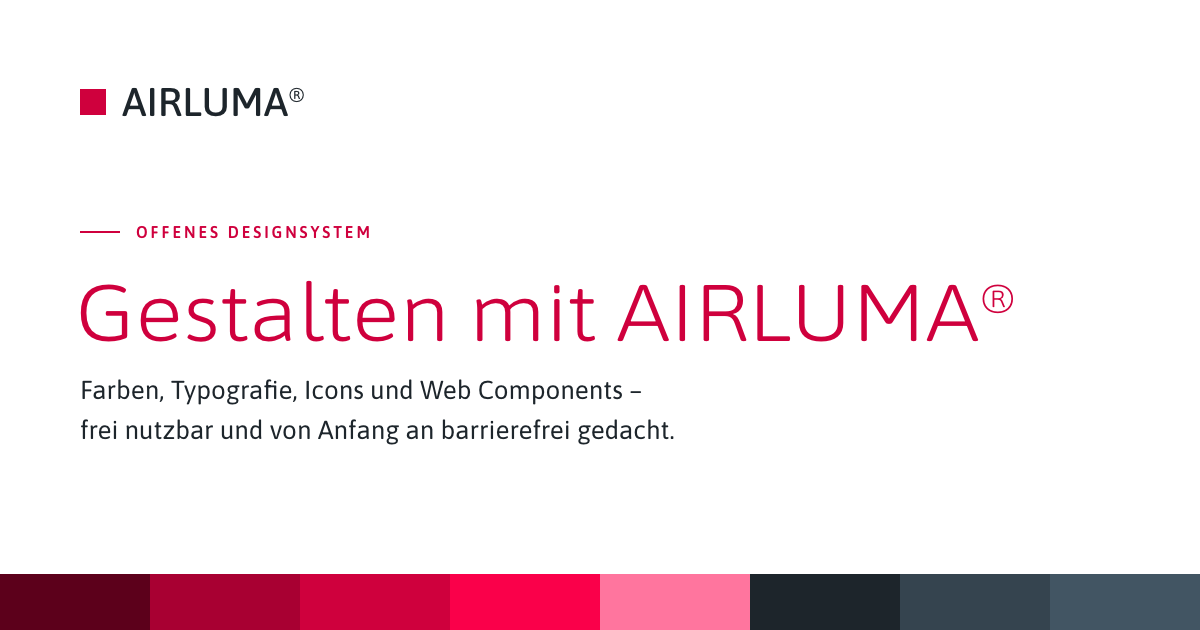 AIRLUMA®
OFFENES DESIGNSYSTEM
Gestalten mit AIRLUMA®
Farben, Typografie, Icons und Web Components –
frei nutzbar und von Anfang an barrierefrei gedacht.